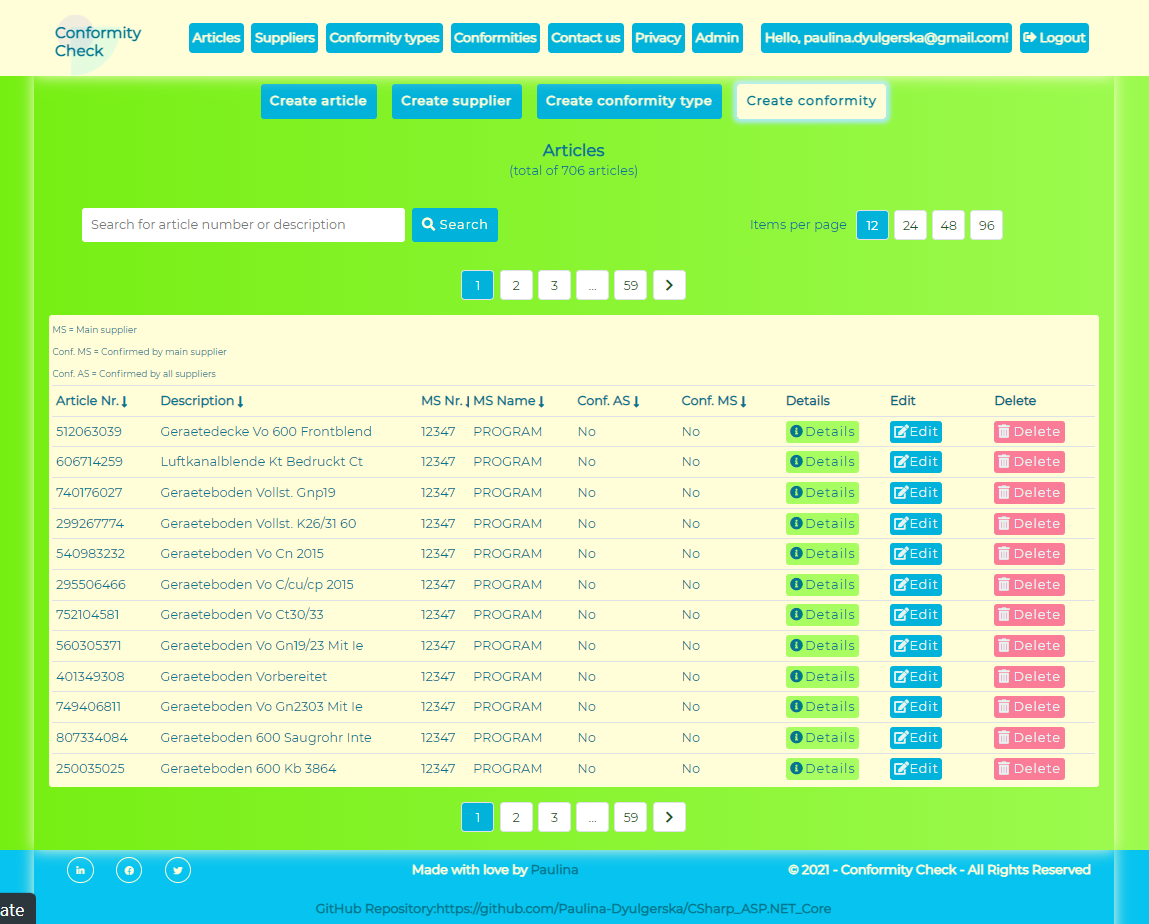 Conformity
Check
Articles Suppliers Conformity types Conformities Contact us Privacy Admin Hello, paulina.dyulgerska@gmail.com! Logout
Create article Create supplier Create conformity type Create conformity
Articles
(total of 706 articles)
Search for article number or description Search Items per page 12 24 48 96
1 2 3 ... 59
MS = Main supplier
Conf. MS = Confirmed by main supplier
Conf. AS = Confirmed by all suppliers
Article Nr. Description MS Nr. MS Name Conf. AS Conf. MS Details Edit Delete
512063039 Geraetedecke Vo 600 Frontblend 12347 PROGRAM No No Details Edit Delete
606714259 Luftkanalblende Kt Bedruckt Ct 12347 PROGRAM No No Details Edit Delete
740176027 Geraeteboden Vollst. Gnp19 12347 PROGRAM No No Details Edit Delete
299267774 Geraeteboden Vollst. K26/31 60 12347 PROGRAM No No Details Edit Delete
540983232 Geraeteboden Vo Cn 2015 12347 PROGRAM No No Details Edit Delete
295506466 Geraeteboden Vo C/cu/cp 2015 12347 PROGRAM No No Details Edit Delete
752104581 Geraeteboden Vo Ct30/33 12347 PROGRAM No No Details Edit Delete
560305371 Geraeteboden Vo Gn19/23 Mit Ie 12347 PROGRAM No No Details Edit Delete
401349308 Geraeteboden Vorbereitet 12347 PROGRAM No No Details Edit Delete
749406811 Geraeteboden Vo Gn2303 Mit Ie 12347 PROGRAM No No Details Edit Delete
807334084 Geraeteboden 600 Saugrohr Inte 12347 PROGRAM No No Details Edit Delete
250035025 Geraeteboden 600 Kb 3864 12347 PROGRAM No No Details Edit Delete
1 2 3 ... 59
Made with love by Paulina © 2021 - Conformity Check - All Rights Reserved
ate
GitHub Repository:https://github.com/Paulina-Dyulgerska/CSharp_ASP.NET_Core